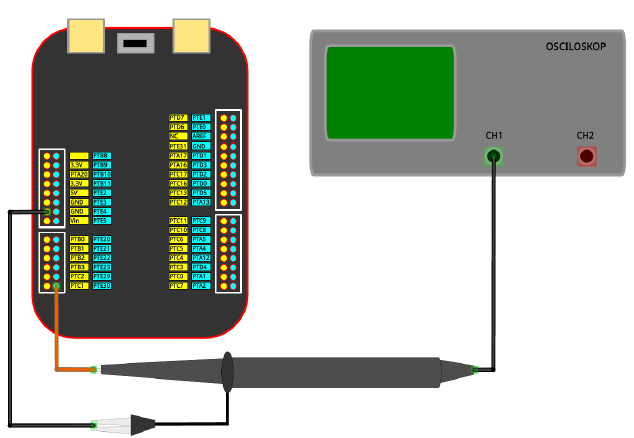 OSCILOSKOP
CH1 CH2
PTD7 PTE1
PTD6 PTE0
NC AREF
PTE31 GND
PTA17 PTD1
PTA16 PTD3
PTC17 PTD2
PTC16 PTD0
PTC13 PTD5
PTC12 PTA13
PTB8
3.3V PTB9
PTA20 PTB10
3.3V PTB11
5V PTE2
GND PTE3
GND PTE4
Vin PTE5
PTC11 PTC9
PTC10 PTC8
PTC6 PTA5
PTC5 PTA4
PTC4 PTA12
PTC3 PTD4
PTC0 PTA1
PTC7 PTA2
PTB0 PTE20
PTB1 PTE21
PTB2 PTE22
PTB3 PTE23
PTC2 PTE29
PTC1 PTE30